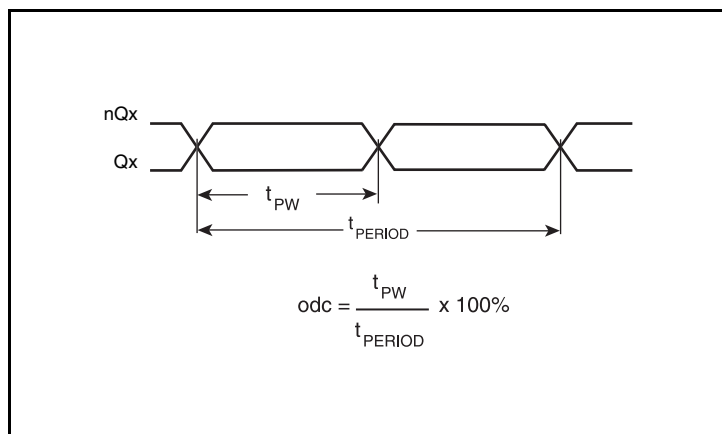 nQx
Qx
tPW
tPERIOD
odc = tPW / tPERIOD x 100%